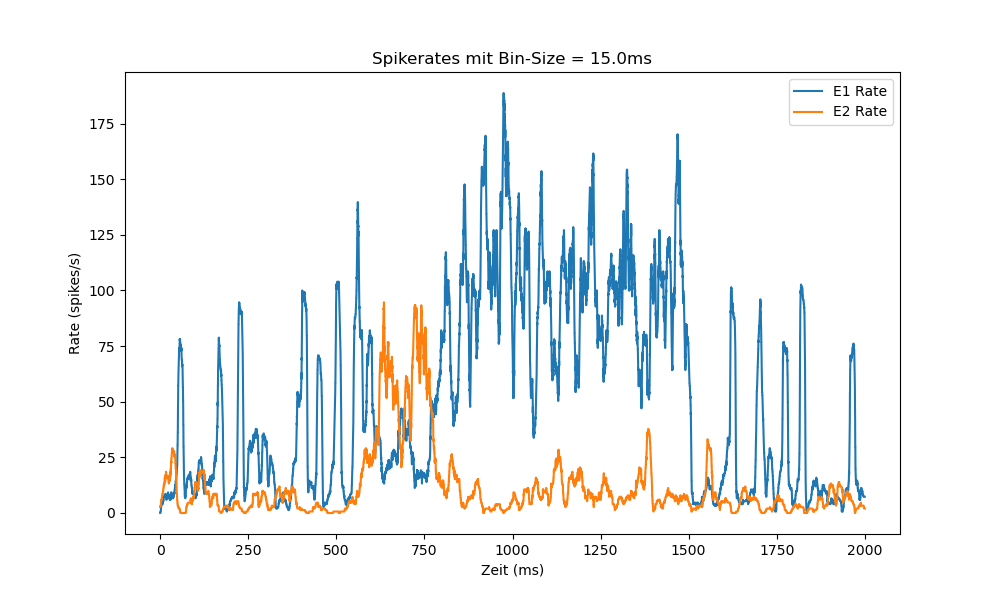 Spikerates mit Bin-Size = 15.0ms
E1 Rate
E2 Rate
Rate (spikes/s)
175
150
125
100
75
50
25
0
0 250 500 750 1000 1250 1500 1750 2000
Zeit (ms)